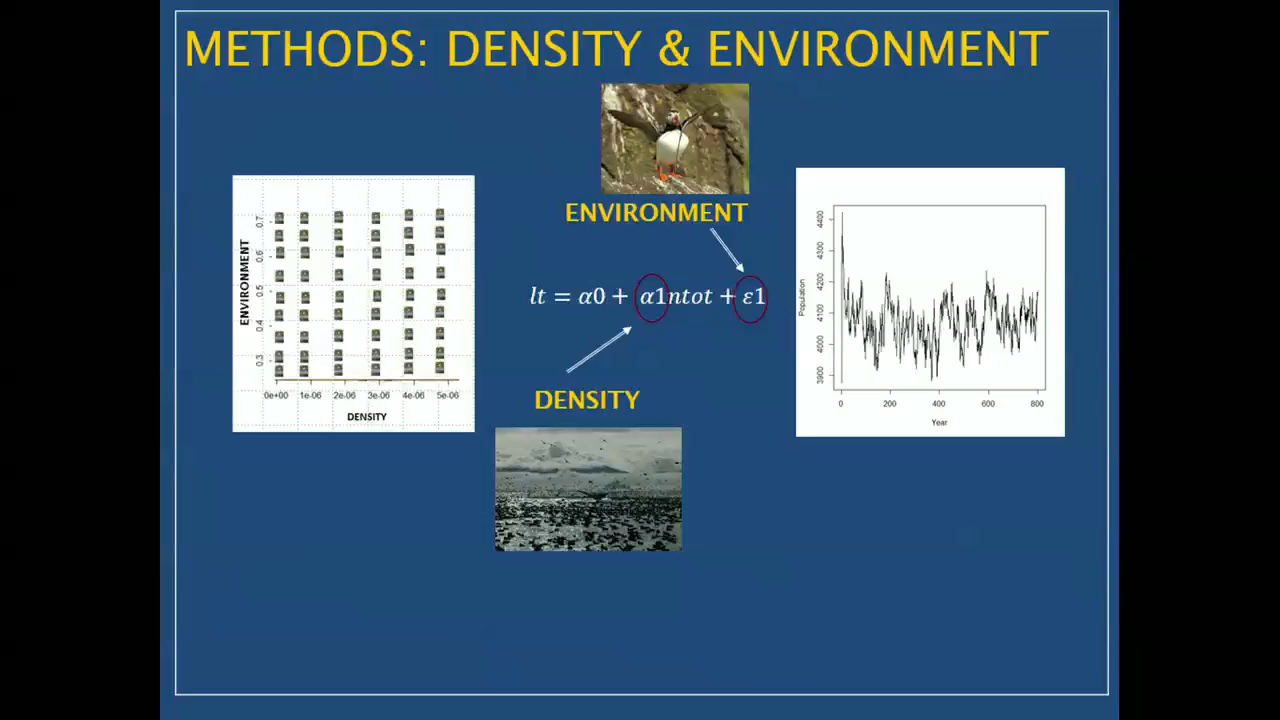 METHODS: DENSITY & ENVIRONMENT
ENVIRONMENT
0.7
0.6
0.5
0.4
0.3
0e+00 1e-06 2e-06 3e-06 4e-06 5e-06
DENSITY
ENVIRONMENT
lt = α0 + α1ntot + ε1
DENSITY
Population
4400
4300
4200
4100
4000
3900
0 200 400 600 800
Year